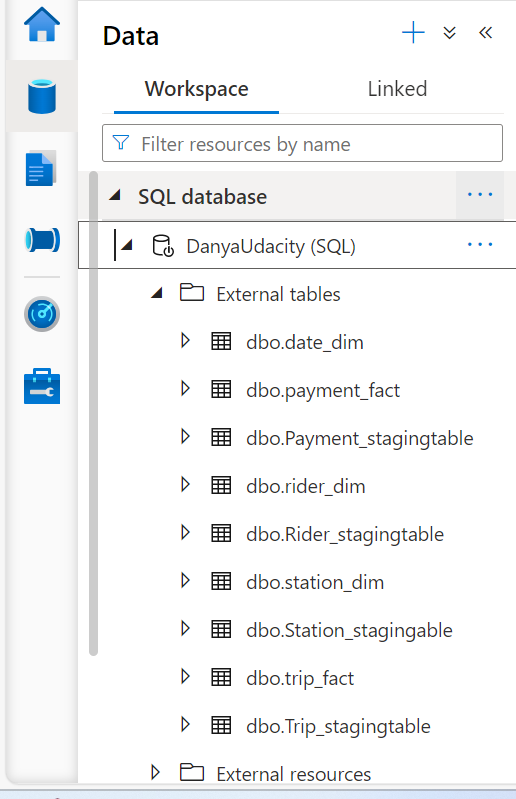 Data
Workspace Linked
Filter resources by name
SQL database
DanyaUdacity (SQL)
External tables
dbo.date_dim
dbo.payment_fact
dbo.Payment_stagingtable
dbo.rider_dim
dbo.Rider_stagingtable
dbo.station_dim
dbo.Station_stagingable
dbo.trip_fact
dbo.Trip_stagingtable
External resources